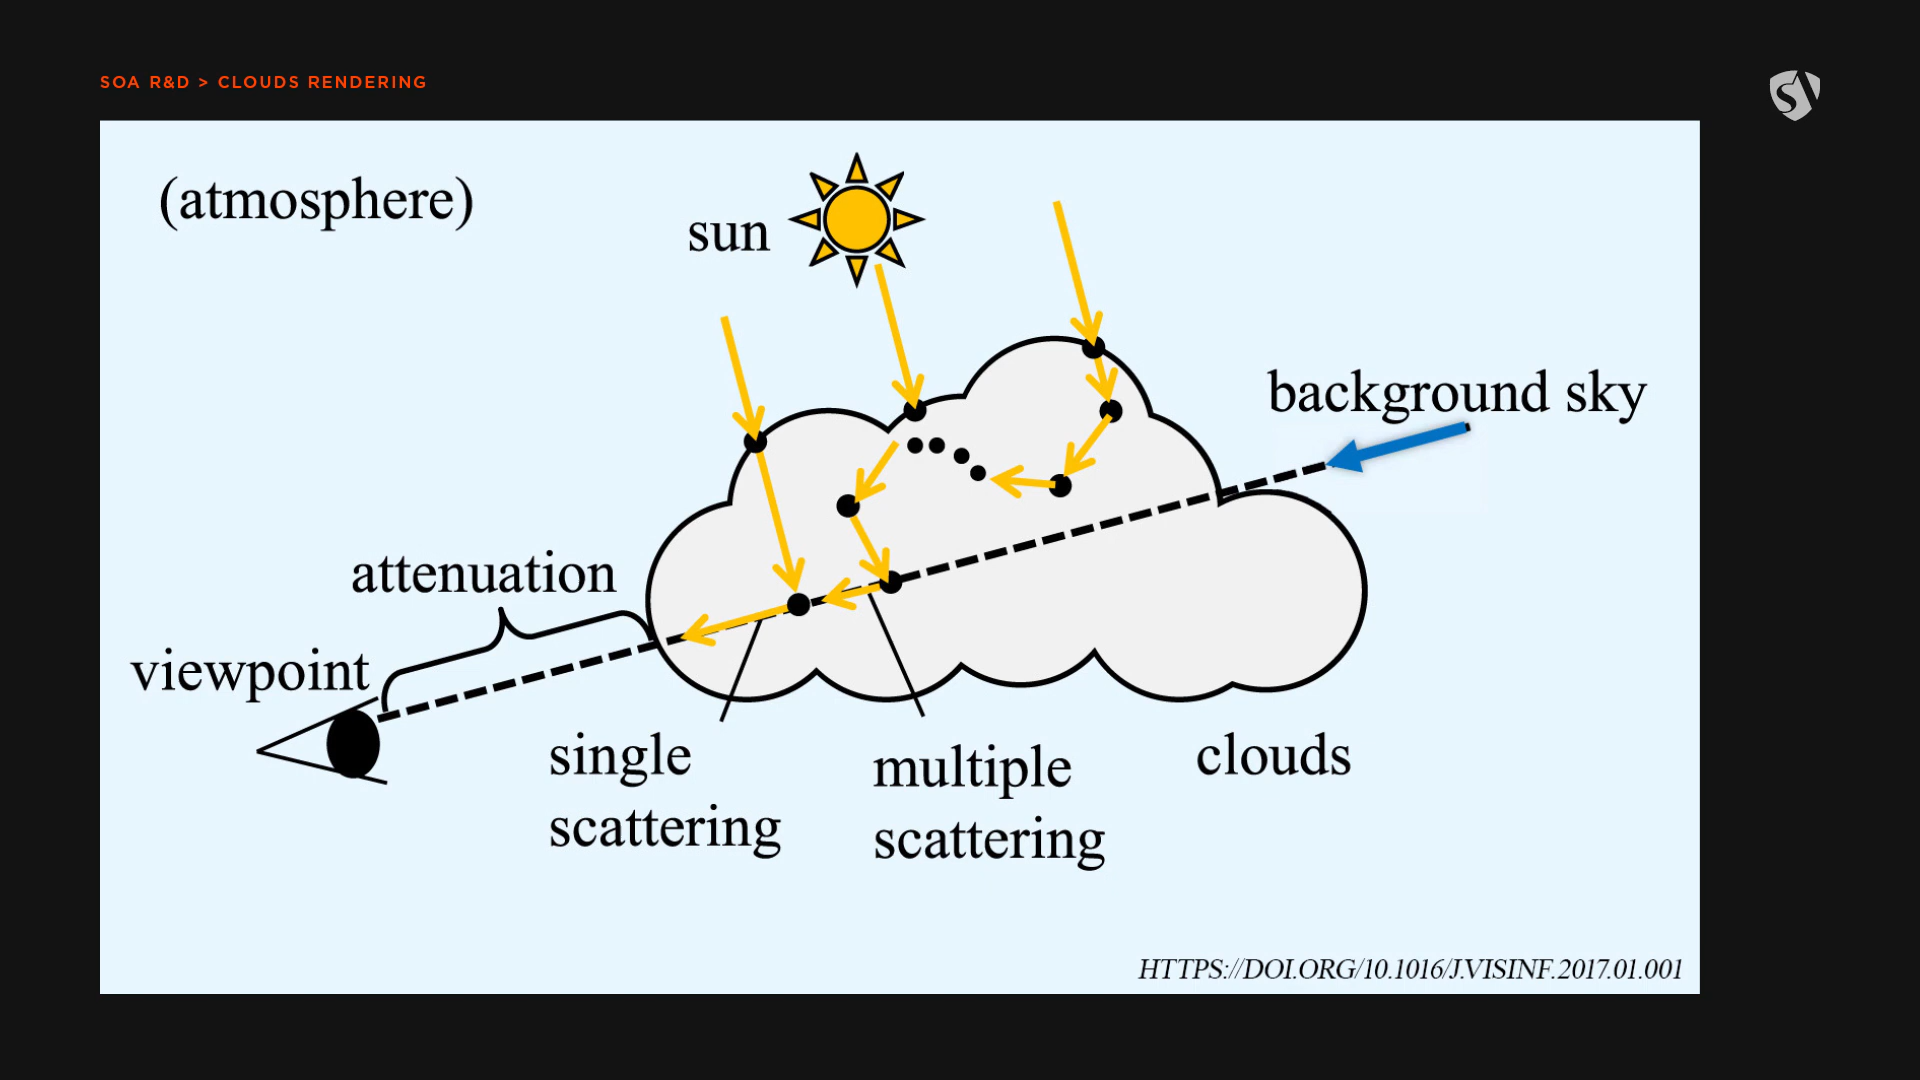 SOA R&D > CLOUDS RENDERING
(atmosphere)
sun
background sky
attenuation
viewpoint
single
scattering
multiple
scattering
clouds
HTTPS://DOI.ORG/10.1016/J.VISINF.2017.01.001